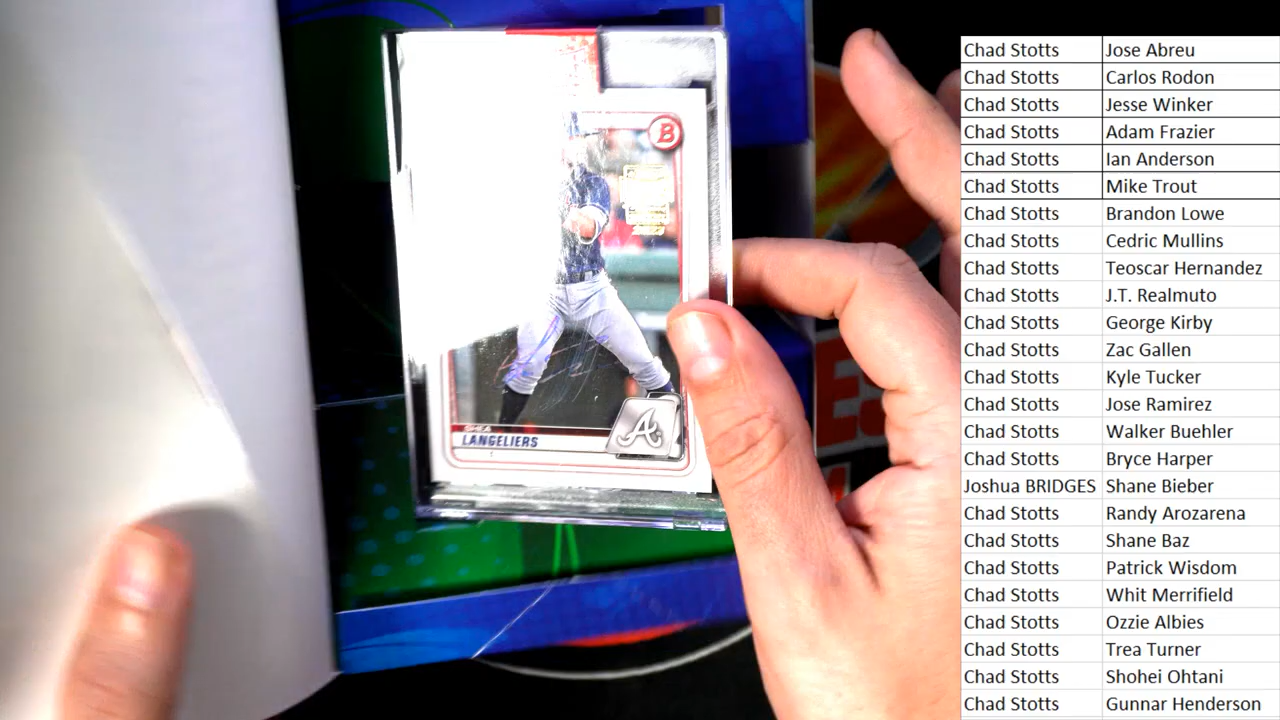 B
SHEA
LANGELIERS
A
Chad Stotts Jose Abreu
Chad Stotts Carlos Rodon
Chad Stotts Jesse Winker
Chad Stotts Adam Frazier
Chad Stotts Ian Anderson
Chad Stotts Mike Trout
Chad Stotts Brandon Lowe
Chad Stotts Cedric Mullins
Chad Stotts Teoscar Hernandez
Chad Stotts J.T. Realmuto
Chad Stotts George Kirby
Chad Stotts Zac Gallen
Chad Stotts Kyle Tucker
Chad Stotts Jose Ramirez
Chad Stotts Walker Buehler
Chad Stotts Bryce Harper
Joshua BRIDGES Shane Bieber
Chad Stotts Randy Arozarena
Chad Stotts Shane Baz
Chad Stotts Patrick Wisdom
Chad Stotts Whit Merrifield
Chad Stotts Ozzie Albies
Chad Stotts Trea Turner
Chad Stotts Shohei Ohtani
Chad Stotts Gunnar Henderson